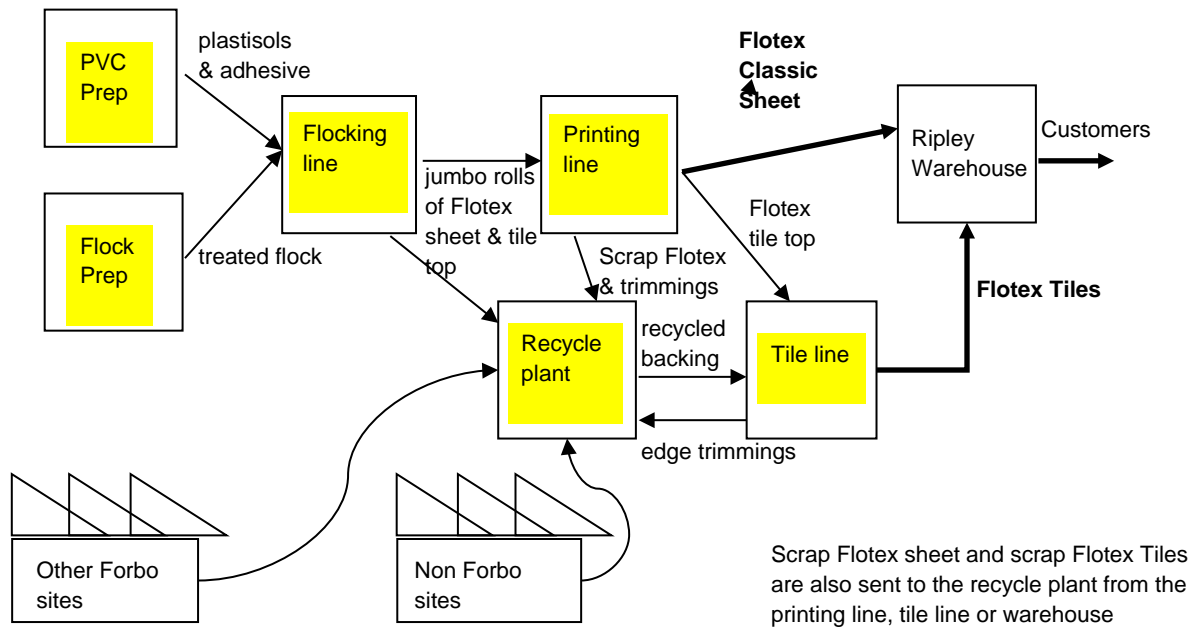 PVC
Prep
plastisols
& adhesive
Flocking
line
Printing
line
Flotex
Classic
Sheet
Ripley
Warehouse
Customers
jumbo rolls
of Flotex
sheet & tile
top
Flock
Prep
treated flock
Scrap Flotex
& trimmings
Flotex
tile top
Flotex Tiles
Recycle
plant
recycled
backing
Tile line
edge trimmings
Other Forbo
sites
Non Forbo
sites
Scrap Flotex sheet and scrap Flotex Tiles
are also sent to the recycle plant from the
printing line, tile line or warehouse